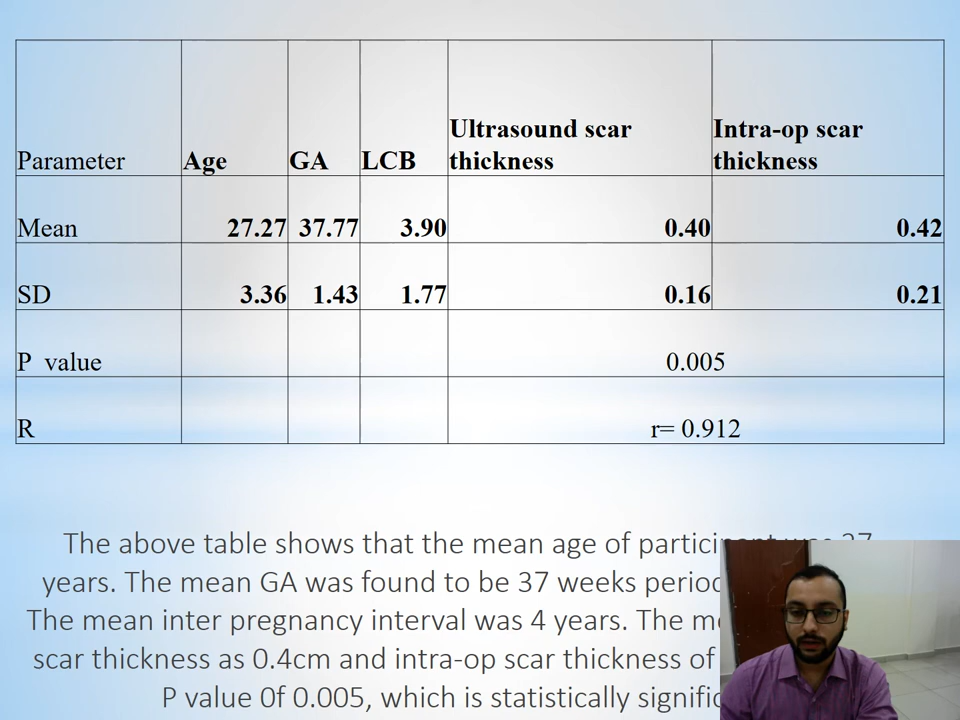 Parameter Age GA LCB Ultrasound scar thickness Intra-op scar thickness
Mean 27.27 37.77 3.90 0.40 0.42
SD 3.36 1.43 1.77 0.16 0.21
P value 0.005
R r= 0.912
The above table shows that the mean age of
years. The mean GA was found to be 37 weeks
The mean inter pregnancy interval was 4 years. The
scar thickness as 0.4cm and intra-op scar thickness of
P value 0f 0.005, which is statistically